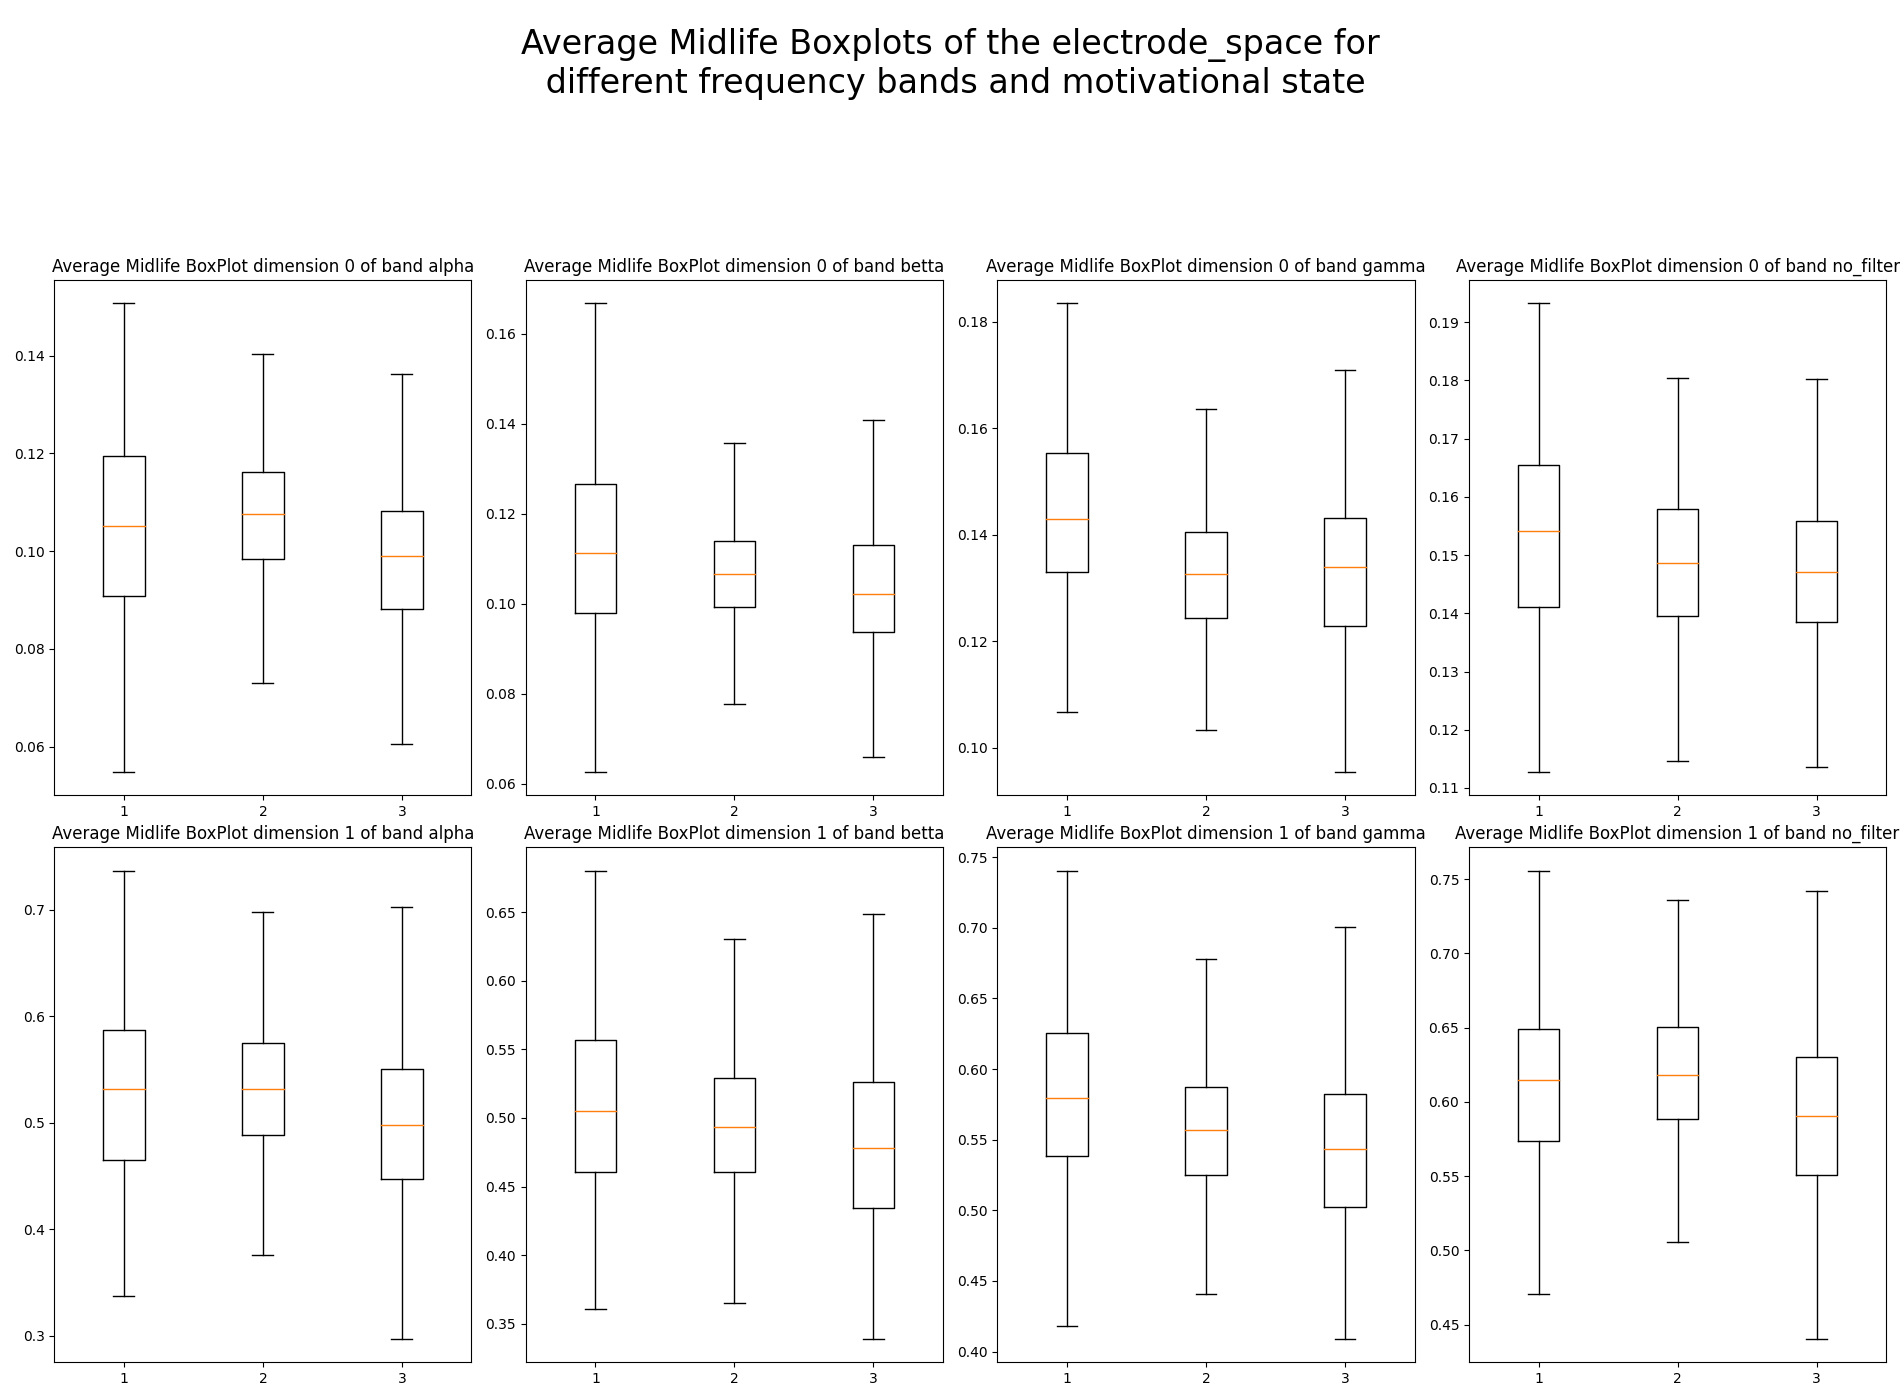 Average Midlife Boxplots of the electrode_space for
different frequency bands and motivational state
Average Midlife BoxPlot dimension 0 of band alpha
0.14
0.12
0.10
0.08
0.06
1 2 3
Average Midlife BoxPlot dimension 0 of band betta
0.16
0.14
0.12
0.10
0.08
0.06
1 2 3
Average Midlife BoxPlot dimension 0 of band gamma
0.18
0.16
0.14
0.12
0.10
1 2 3
Average Midlife BoxPlot dimension 0 of band no_filter
0.19
0.18
0.17
0.16
0.15
0.14
0.13
0.12
0.11
1 2 3
Average Midlife BoxPlot dimension 1 of band alpha
0.7
0.6
0.5
0.4
0.3
1 2 3
Average Midlife BoxPlot dimension 1 of band betta
0.65
0.60
0.55
0.50
0.45
0.40
0.35
1 2 3
Average Midlife BoxPlot dimension 1 of band gamma
0.75
0.70
0.65
0.60
0.55
0.50
0.45
0.40
1 2 3
Average Midlife BoxPlot dimension 1 of band no_filter
0.75
0.70
0.65
0.60
0.55
0.50
0.45
1 2 3